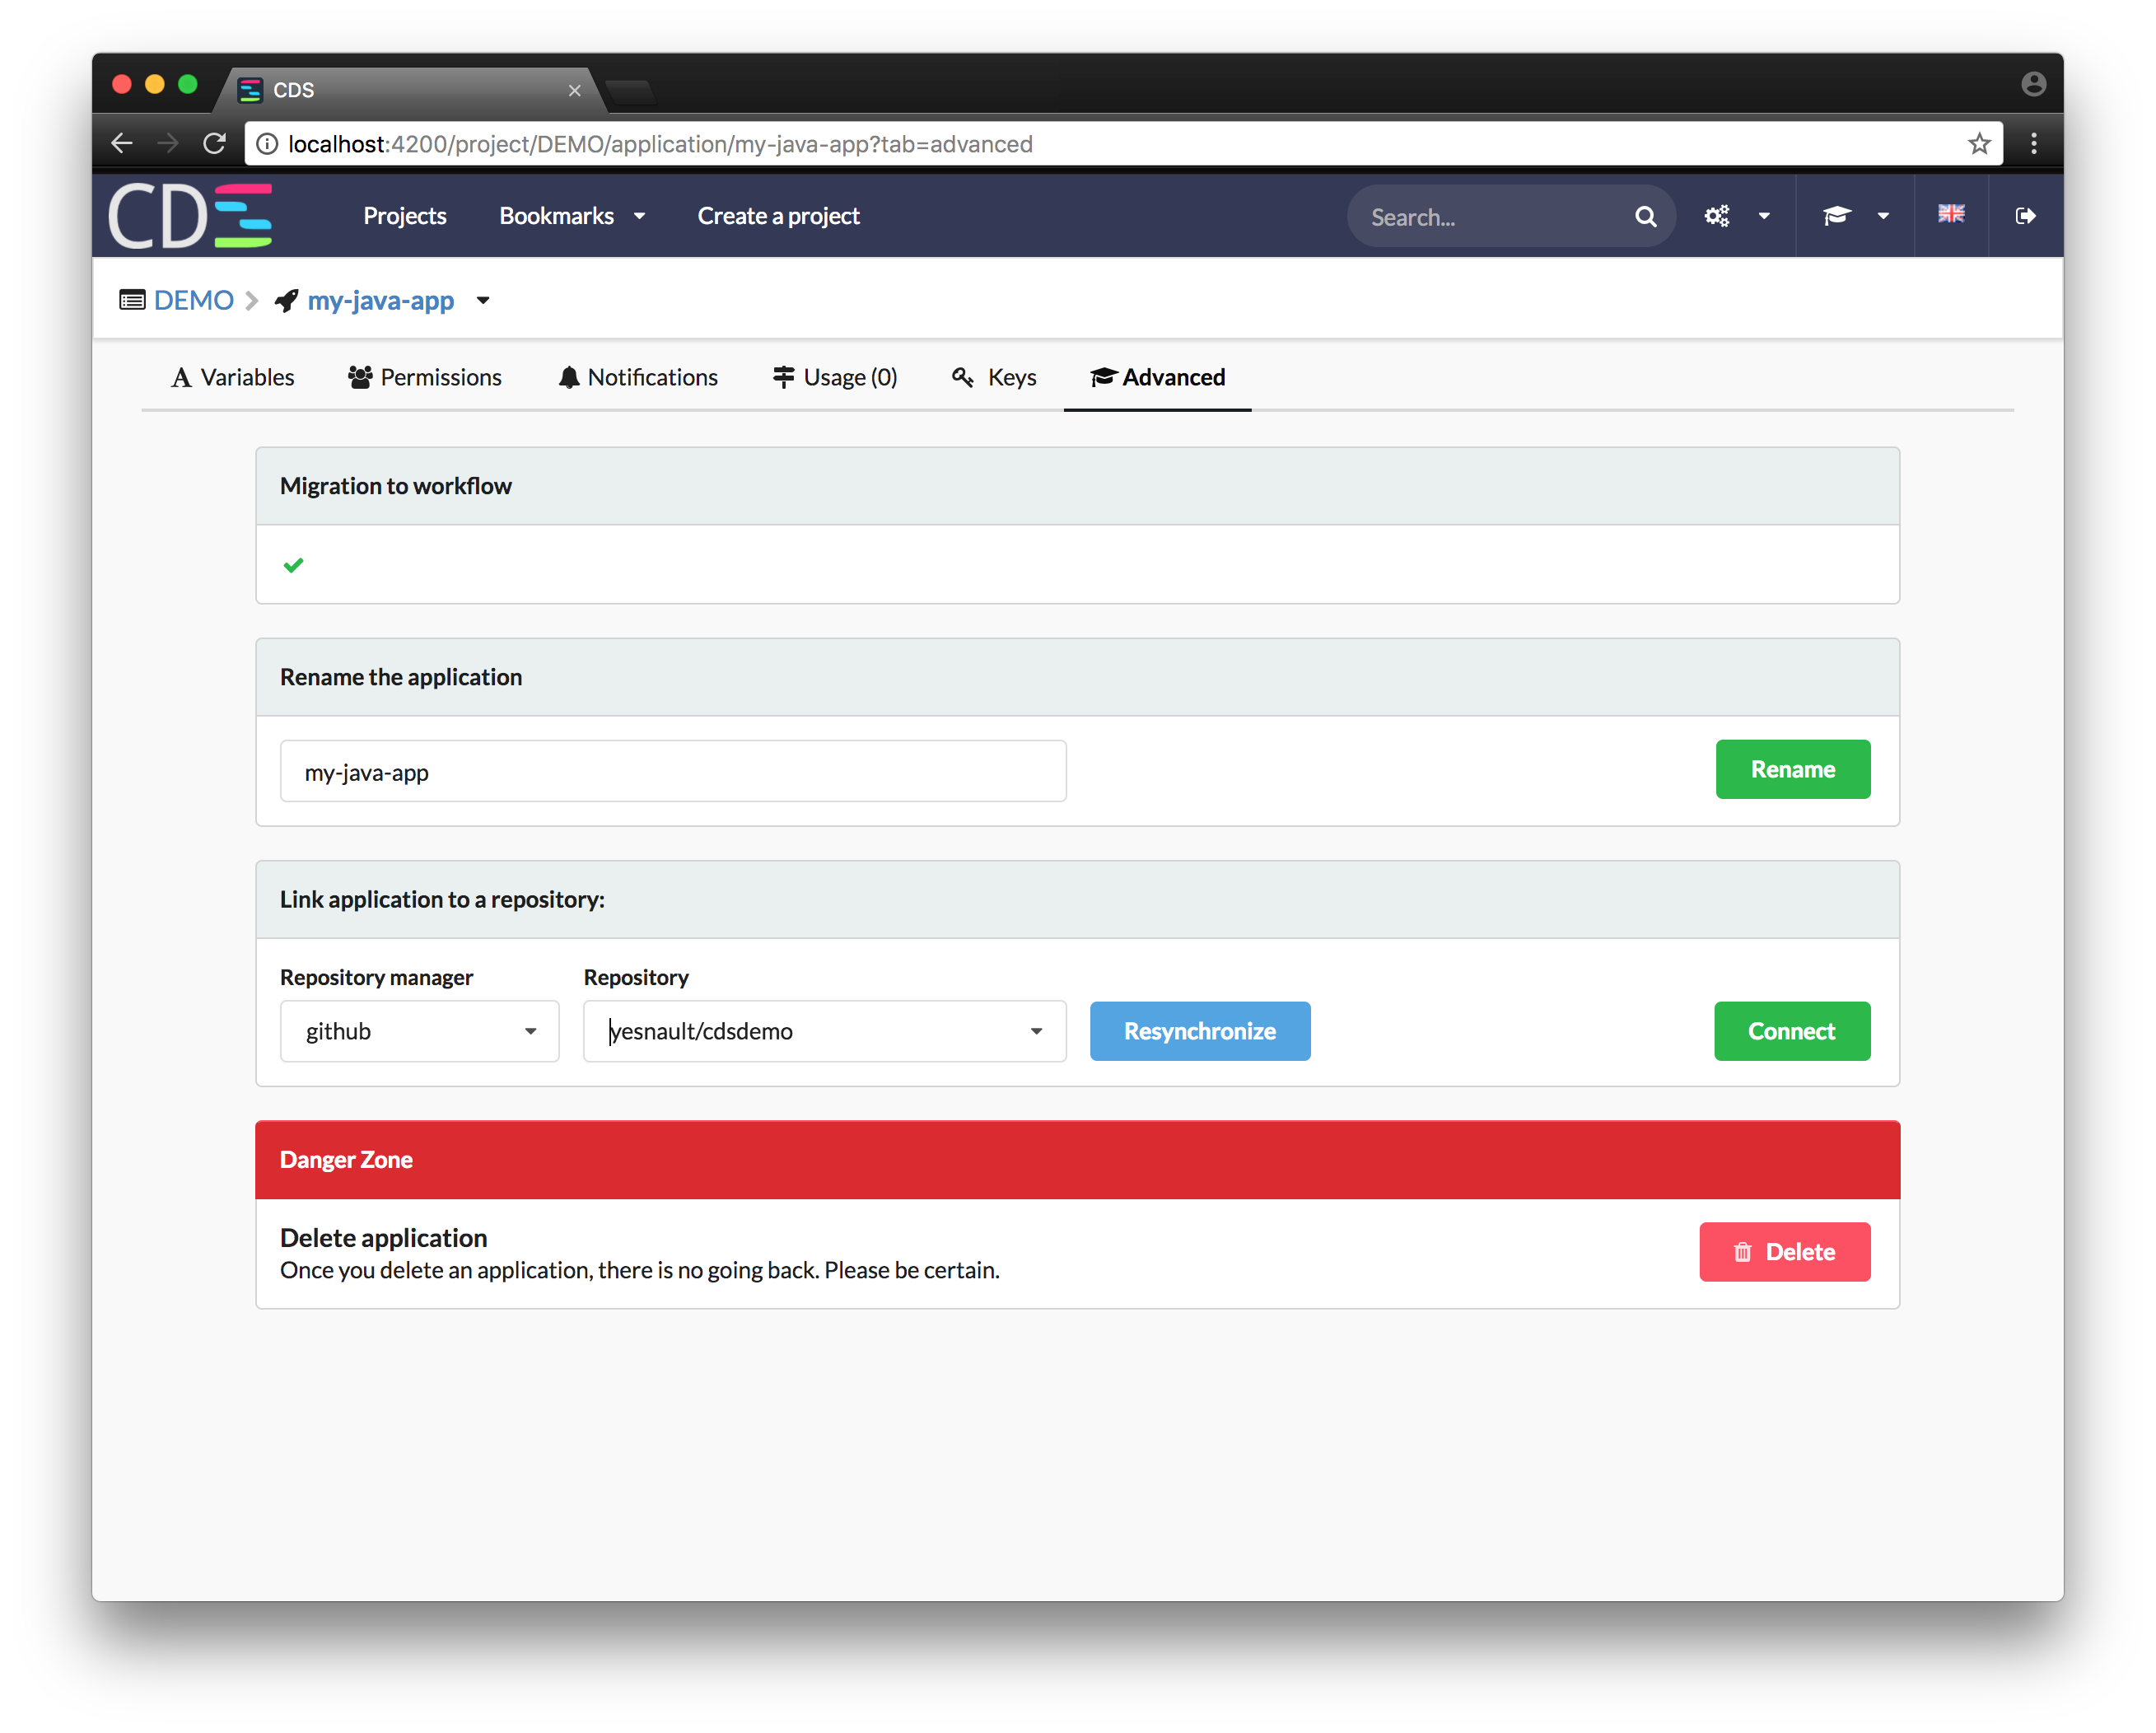 CDS
localhost:4200/project/DEMO/application/my-java-app?tab=advanced
CDS Projects Bookmarks Create a project Search...
DEMO my-java-app
Variables Permissions Notifications Usage (0) Keys Advanced
Migration to workflow
Rename the application
my-java-app Rename
Link application to a repository:
Repository manager Repository
github yesnault/cdsdemo Resynchronize Connect
Danger Zone
Delete application
Once you delete an application, there is no going back. Please be certain.
Delete